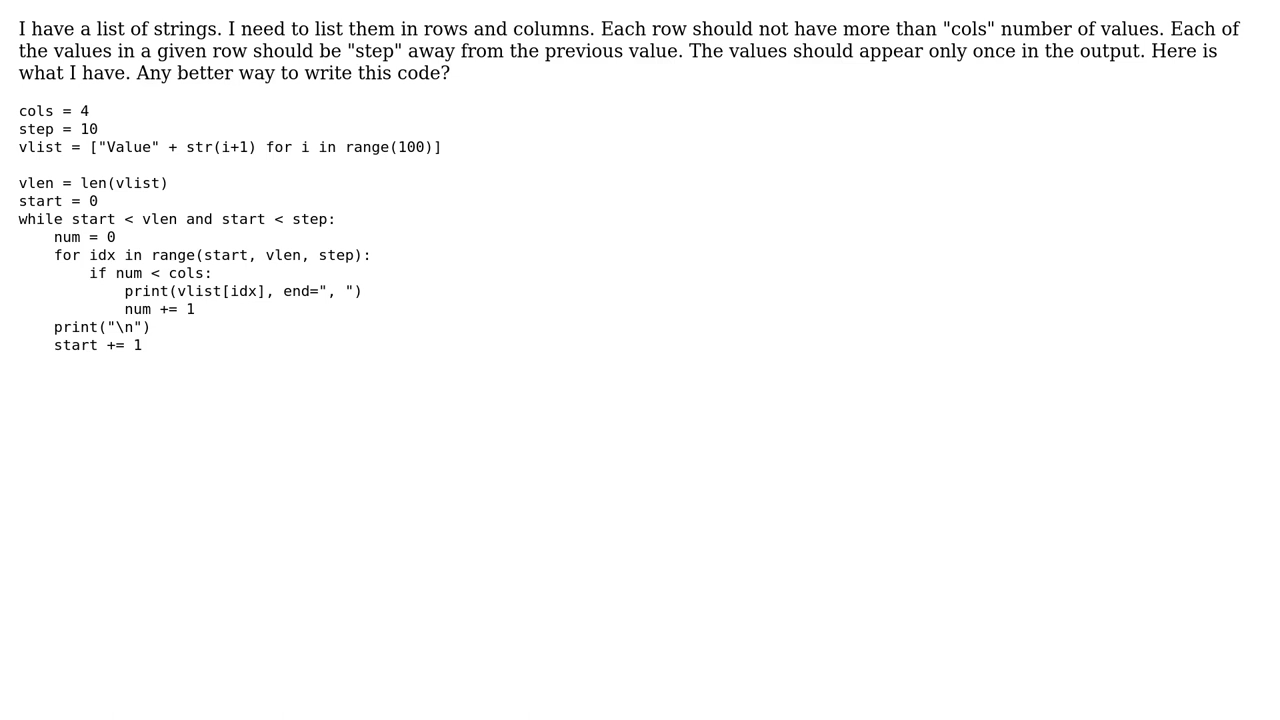 I have a list of strings. I need to list them in rows and columns. Each row should not have more than "cols" number of values. Each of
the values in a given row should be "step" away from the previous value. The values should appear only once in the output. Here is
what I have. Any better way to write this code?
cols = 4
step = 10
vlist = ["Value" + str(i+1) for i in range(100)]
vlen = len(vlist)
start = 0
while start < vlen and start < step:
    num = 0
    for idx in range(start, vlen, step):
        if num < cols:
            print(vlist[idx], end=", ")
            num += 1
    print("\n")
    start += 1